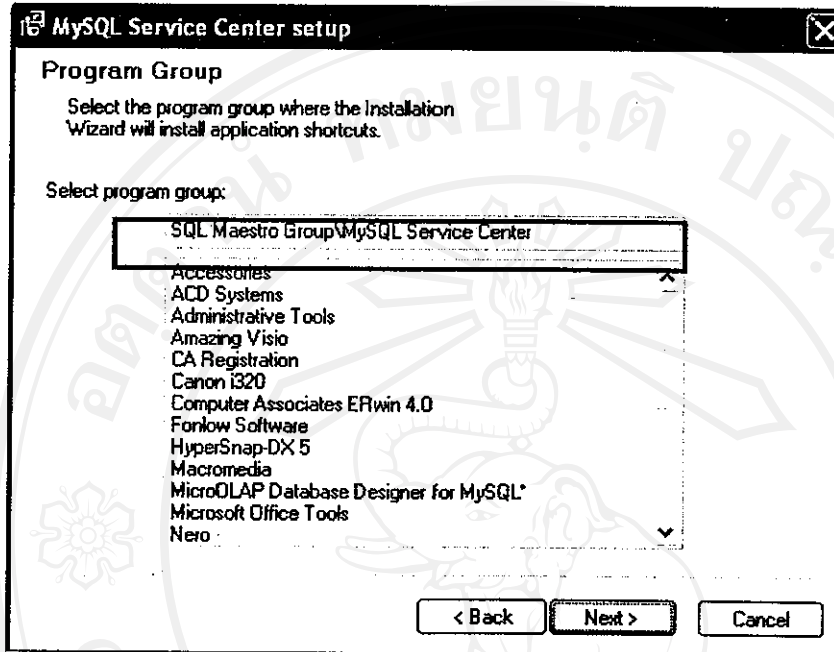 MySQL Service Center setup
Program Group
Select the program group where the Installation
Wizard will install application shortcuts.
Select program group:
SQL Maestro Group\MySQL Service Center
Accessories
ACD Systems
Administrative Tools
Amazing Visio
CA Registration
Canon i320
Computer Associates ERwin 4.0
Fonlow Software
HyperSnap-DX 5
Macromedia
MicroOLAP Database Designer for MySQL*
Microsoft Office Tools
Nero
< Back
Next >
Cancel